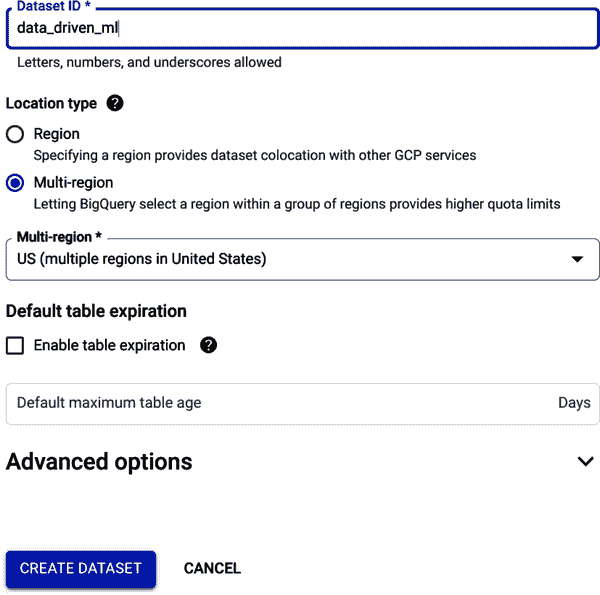 Dataset ID *
data_driven_ml
Letters, numbers, and underscores allowed
Location type ?
Region
Specifying a region provides dataset colocation with other GCP services
Multi-region
Letting BigQuery select a region within a group of regions provides higher quota limits
Multi-region *
US (multiple regions in United States)
Default table expiration
Enable table expiration ?
Default maximum table age Days
Advanced options
CREATE DATASET CANCEL